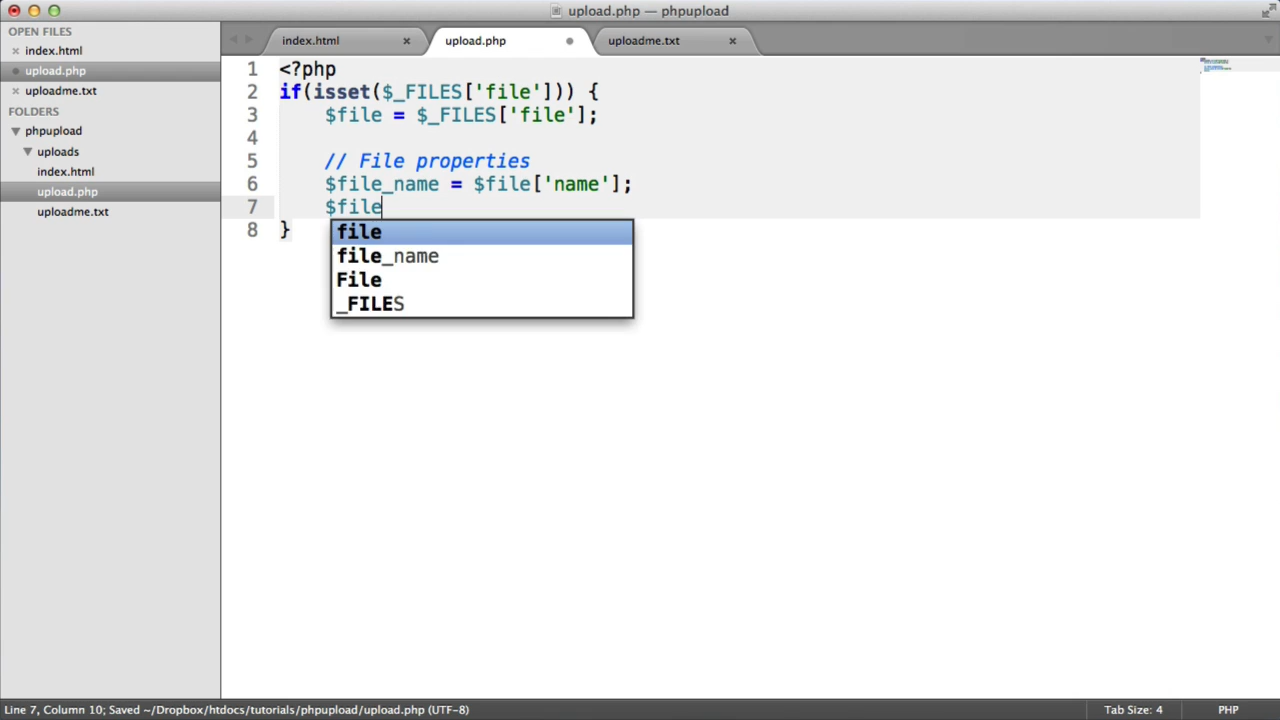 upload.php — phpupload
OPEN FILES
index.html
upload.php
uploadme.txt
FOLDERS
phpupload
uploads
index.html
upload.php
uploadme.txt
index.html
upload.php
uploadme.txt
1 <?php
2 if(isset($_FILES['file'])) {
3 $file = $_FILES['file'];
4
5 // File properties
6 $file_name = $file['name'];
7 $file
8 }
file
file_name
File
_FILES
Line 7, Column 10; Saved ~/Dropbox/htdocs/tutorials/phpupload/upload.php (UTF-8)
Tab Size: 4
PHP